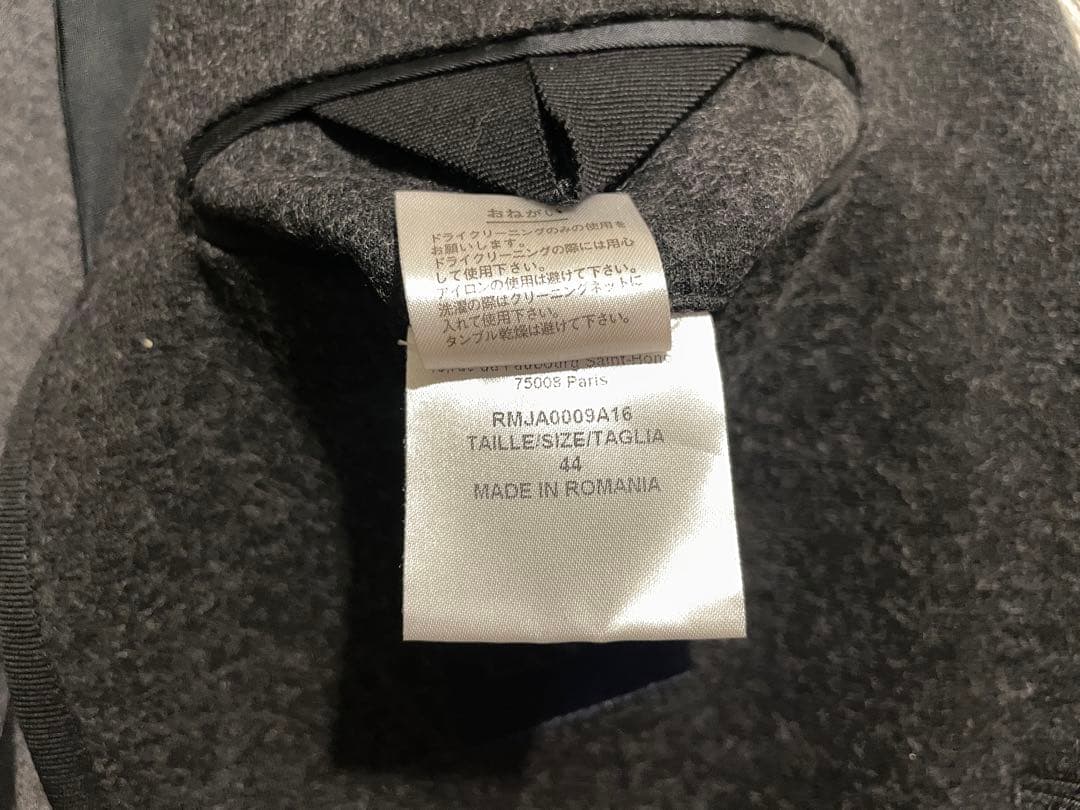 おねがい
ドライクリーニングのみの使用を
お願いします。
ドライクリーニングの際には用心
して使用下さい。
アイロンの使用は避けて下さい。
洗濯の際はクリーニングネットに
入れて使用下さい。
タンブル乾燥は避けて下さい。
rue du Faubourg Saint-Hono
75008 Paris
RMJA0009A16
TAILLE/SIZE/TAGLIA
44
MADE IN ROMANIA